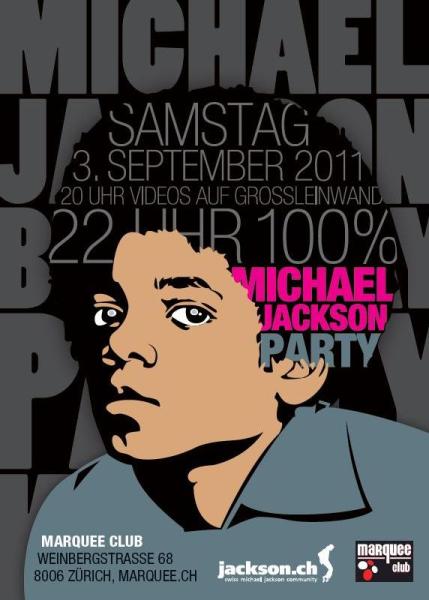 MICHAEL
JACKSON
PARTY
SAMSTAG
3. SEPTEMBER 2011
20 UHR VIDEOS AUF GROSSLEINWAND
22 UHR 100%
MICHAEL
JACKSON
PARTY
MARQUEE CLUB
WEINBERGSTRASSE 68
8006 ZÜRICH, MARQUEE.CH
jackson.ch
swiss michael jackson community
marquee
club